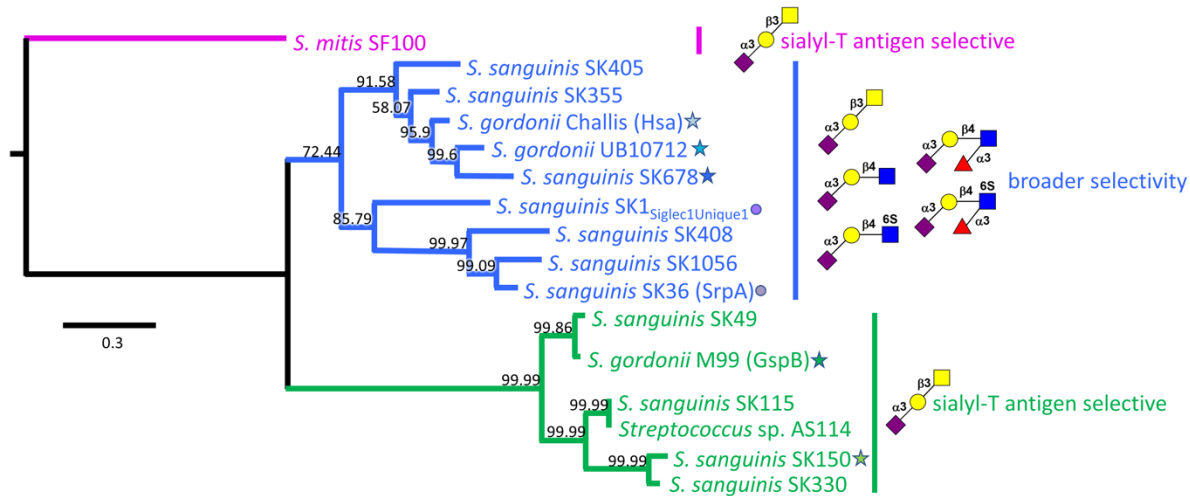 S. mitis SF100
sialyl-T antigen selective
β3
α3
91.58
S. sanguinis SK405
58.07
S. sanguinis SK355
95.9
S. gordonii Challis (Hsa)
99.6
S. gordonii UB10712
S. sanguinis SK678
72.44
85.79
S. sanguinis SK1Siglec1Unique1
99.97
S. sanguinis SK408
99.09
S. sanguinis SK1056
S. sanguinis SK36 (SrpA)
β3
α3
β4
α3
α3
β4
α3
β4
6S
α3
α3
β4
6S
α3
broader selectivity
0.3
99.86
S. sanguinis SK49
S. gordonii M99 (GspB)
99.99
99.99
S. sanguinis SK115
Streptococcus sp. AS114
99.99
99.99
S. sanguinis SK150
S. sanguinis SK330
β3
α3
sialyl-T antigen selective